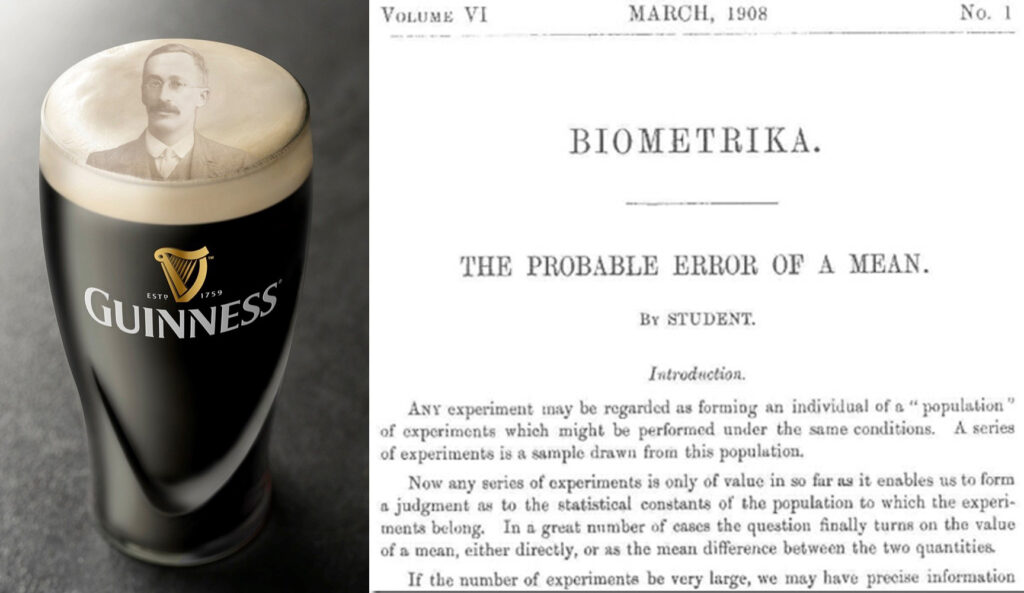 ESTD 1759
GUINNESS
VOLUME VI MARCH, 1908 No. 1
BIOMETRIKA.
THE PROBABLE ERROR OF A MEAN.
BY STUDENT.
Introduction.
ANY experiment may be regarded as forming an individual of a “population”
of experiments which might be performed under the same conditions. A series
of experiments is a sample drawn from this population.
Now any series of experiments is only of value in so far as it enables us to form
a judgment as to the statistical constants of the population to which the experi-
ments belong. In a great number of cases the question finally turns on the value
of a mean, either directly, or as the mean difference between the two quantities.
If the number of experiments be very large, we may have precise information